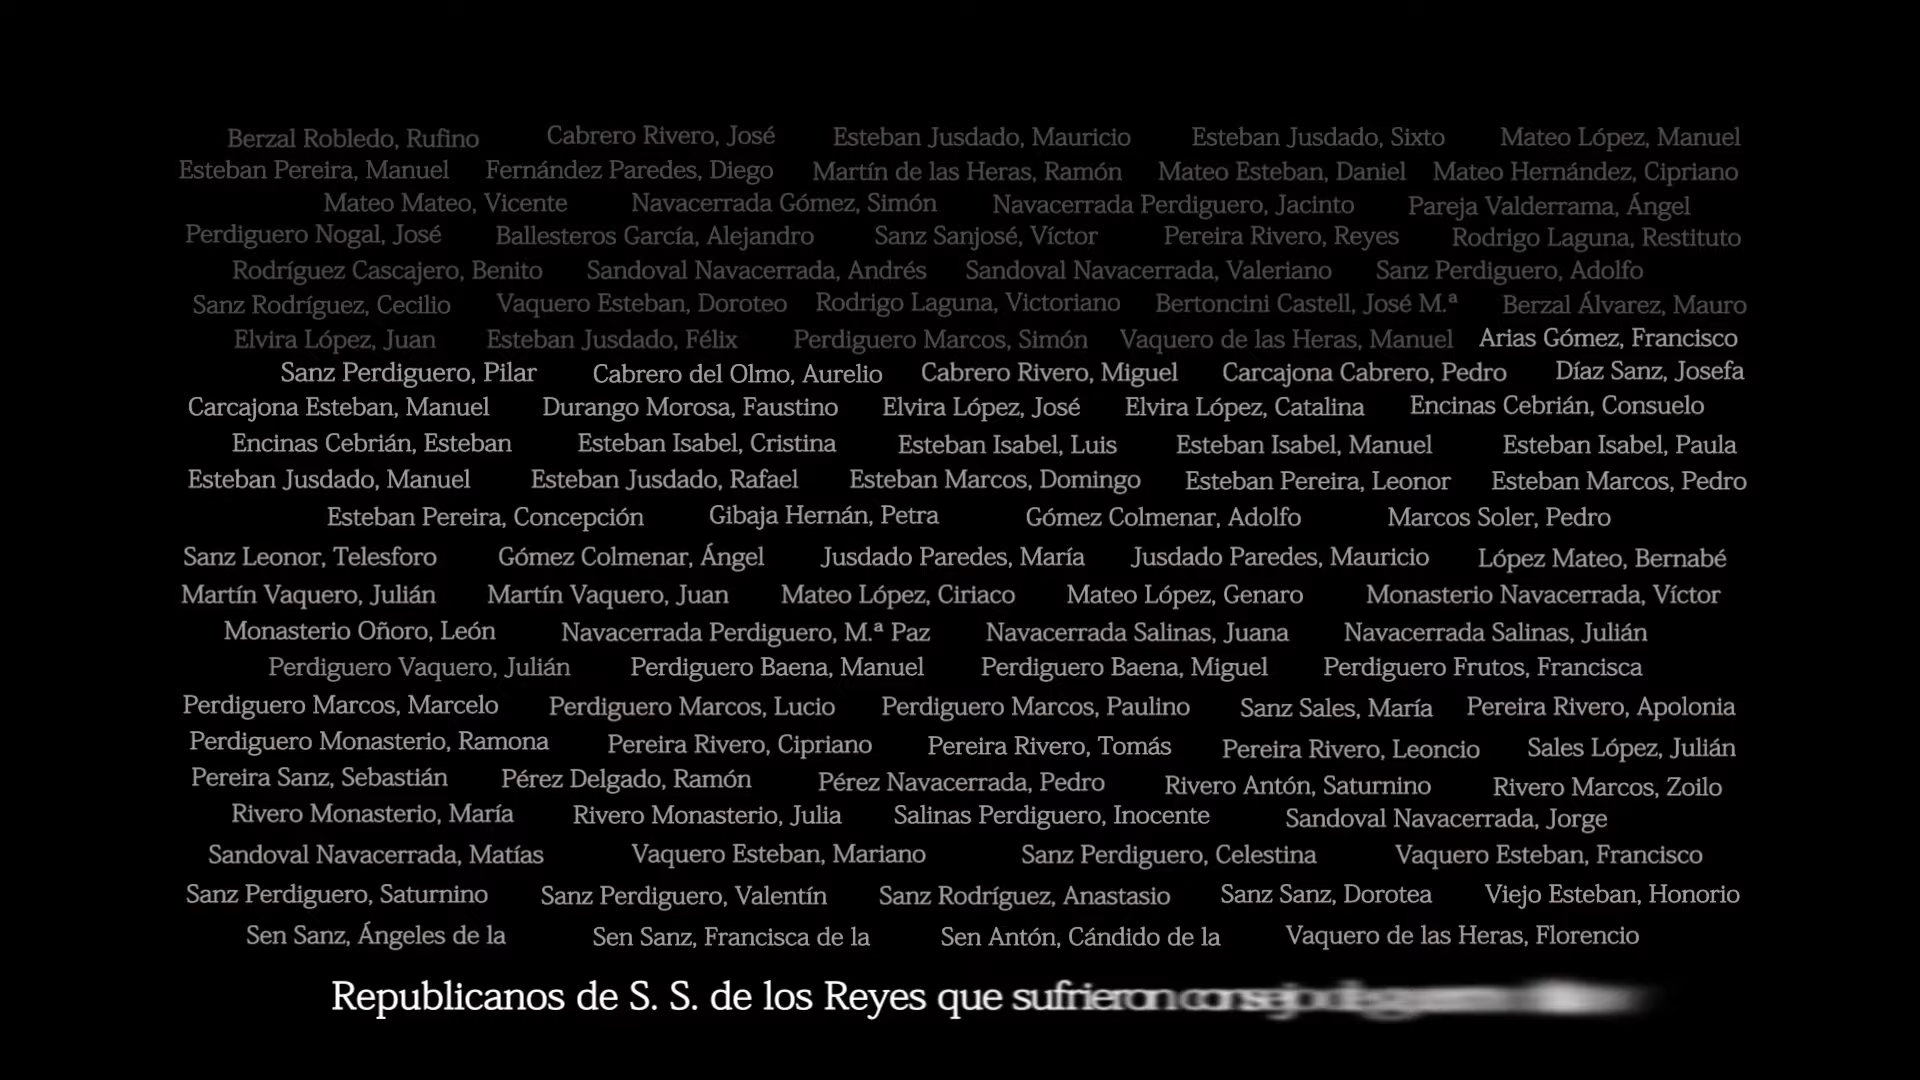 Berzal Robledo, Rufino Cabrero Rivero, José Esteban Jusdado, Mauricio Esteban Jusdado, Sixto Mateo López, Manuel
Esteban Pereira, Manuel Fernández Paredes, Diego Martín de las Heras, Ramón Mateo Esteban, Daniel Mateo Hernández, Cipriano
Mateo Mateo, Vicente Navacerrada Gómez, Simón Navacerrada Perdiguero, Jacinto Pareja Valderrama, Ángel
Perdiguero Nogal, José Ballesteros García, Alejandro Sanz Sanjosé, Víctor Pereira Rivero, Reyes Rodrigo Laguna, Restituto
Rodríguez Cascajero, Benito Sandoval Navacerrada, Andrés Sandoval Navacerrada, Valeriano Sanz Perdiguero, Adolfo
Sanz Rodríguez, Cecilio Vaquero Esteban, Doroteo Rodrigo Laguna, Victoriano Bertoncini Castell, José M.ª Berzal Álvarez, Mauro
Elvira López, Juan Esteban Jusdado, Félix Perdiguero Marcos, Simón Vaquero de las Heras, Manuel Arias Gómez, Francisco
Sanz Perdiguero, Pilar Cabrero del Olmo, Aurelio Cabrero Rivero, Miguel Carcajona Cabrero, Pedro Díaz Sanz, Josefa
Carcajona Esteban, Manuel Durango Morosa, Faustino Elvira López, José Elvira López, Catalina Encinas Cebrián, Consuelo
Encinas Cebrián, Esteban Esteban Isabel, Cristina Esteban Isabel, Luis Esteban Isabel, Manuel Esteban Isabel, Paula
Esteban Jusdado, Manuel Esteban Jusdado, Rafael Esteban Marcos, Domingo Esteban Pereira, Leonor Esteban Marcos, Pedro
Esteban Pereira, Concepción Gibaja Hernán, Petra Gómez Colmenar, Adolfo Marcos Soler, Pedro
Sanz Leonor, Telesforo Gómez Colmenar, Ángel Jusdado Paredes, María Jusdado Paredes, Mauricio López Mateo, Bernabé
Martín Vaquero, Julián Martín Vaquero, Juan Mateo López, Ciriaco Mateo López, Genaro Monasterio Navacerrada, Víctor
Monasterio Oñoro, León Navacerrada Perdiguero, M.ª Paz Navacerrada Salinas, Juana Navacerrada Salinas, Julián
Perdiguero Vaquero, Julián Perdiguero Baena, Manuel Perdiguero Baena, Miguel Perdiguero Frutos, Francisca
Perdiguero Marcos, Marcelo Perdiguero Marcos, Lucio Perdiguero Marcos, Paulino Sanz Sales, María Pereira Rivero, Apolonia
Perdiguero Monasterio, Ramona Pereira Rivero, Cipriano Pereira Rivero, Tomás Pereira Rivero, Leoncio Sales López, Julián
Pereira Sanz, Sebastián Pérez Delgado, Ramón Pérez Navacerrada, Pedro Rivero Antón, Saturnino Rivero Marcos, Zoilo
Rivero Monasterio, María Rivero Monasterio, Julia Salinas Perdiguero, Inocente Sandoval Navacerrada, Jorge
Sandoval Navacerrada, Matías Vaquero Esteban, Mariano Sanz Perdiguero, Celestina Vaquero Esteban, Francisco
Sanz Perdiguero, Saturnino Sanz Perdiguero, Valentín Sanz Rodríguez, Anastasio Sanz Sanz, Dorotea Viejo Esteban, Honorio
Sen Sanz, Ángeles de la Sen Sanz, Francisca de la Sen Antón, Cándido de la Vaquero de las Heras, Florencio
Republicanos de S. S. de los Reyes que sufrieron consejo de